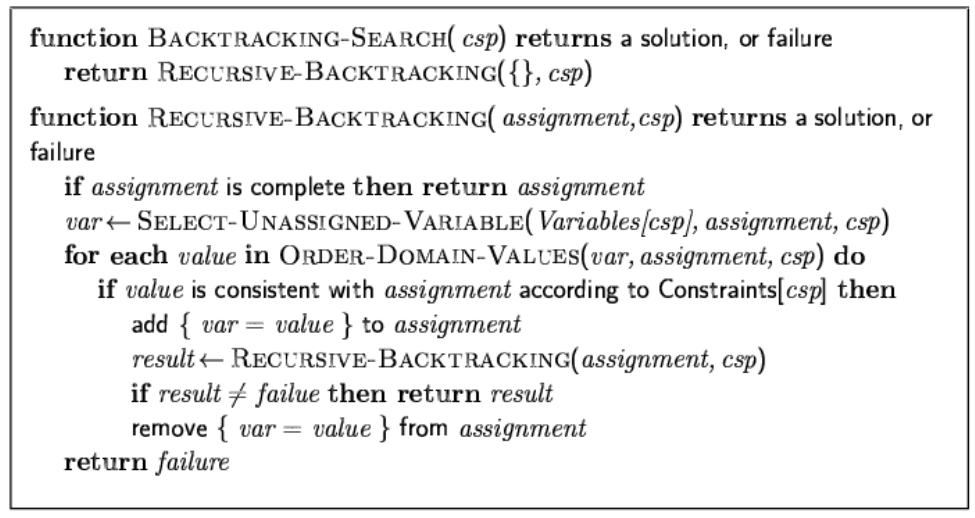 function BACKTRACKING-SEARCH( csp) returns a solution, or failure
return RECURSIVE-BACKTRACKING({}, csp)
function RECURSIVE-BACKTRACKING( assignment,csp) returns a solution, or
failure
if assignment is complete then return assignment
var ← SELECT-UNASSIGNED-VARIABLE( Variables[csp], assignment, csp)
for each value in ORDER-DOMAIN-VALUES(var, assignment, csp) do
if value is consistent with assignment according to Constraints[csp] then
add { var = value } to assignment
result ← RECURSIVE-BACKTRACKING(assignment, csp)
if result ≠ failue then return result
remove { var = value } from assignment
return failure